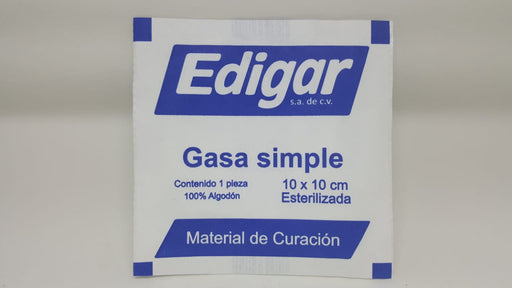 Edigar
s.a. de c.v.
Gasa simple
Contenido 1 pieza
100% Algodón
10 x 10 cm
Esterilizada
Material de Curación